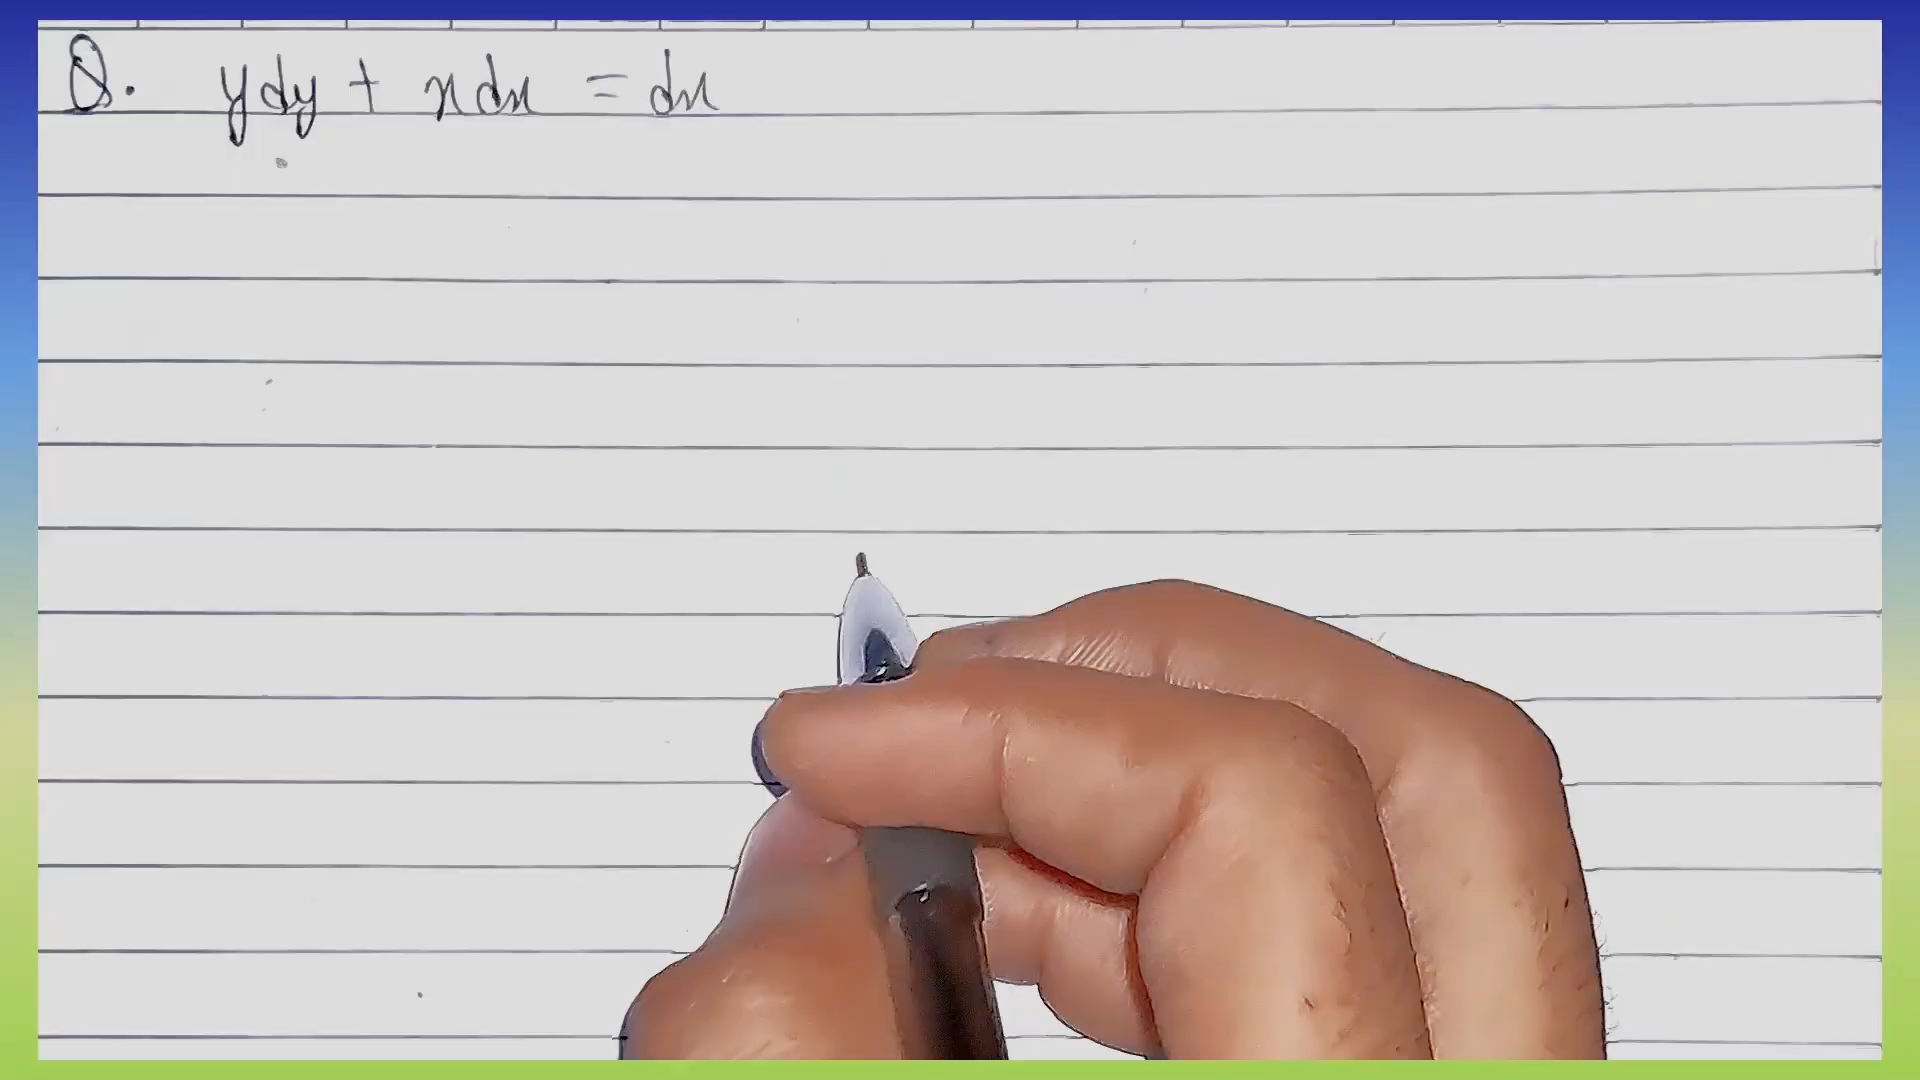 Q. ydy + xdx = dx